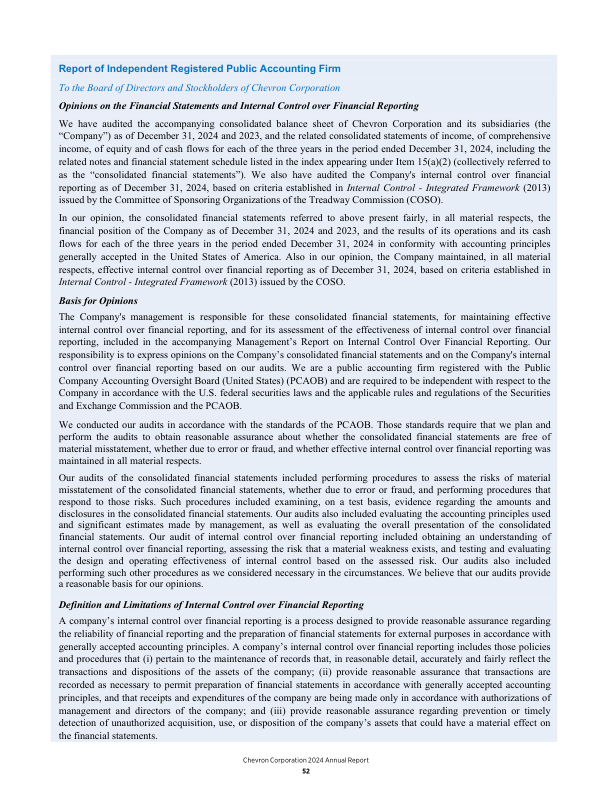 Report of Independent Registered Public Accounting Firm
To the Board of Directors and Stockholders of Chevron Corporation
Opinions on the Financial Statements and Internal Control over Financial Reporting
We have audited the accompanying consolidated balance sheet of Chevron Corporation and its subsidiaries (the
“Company”) as of December 31, 2024 and 2023, and the related consolidated statements of income, of comprehensive
income, of equity and of cash flows for each of the three years in the period ended December 31, 2024, including the
related notes and financial statement schedule listed in the index appearing under Item 15(a)(2) (collectively referred to
as the “consolidated financial statements”). We also have audited the Company's internal control over financial
reporting as of December 31, 2024, based on criteria established in Internal Control - Integrated Framework (2013)
issued by the Committee of Sponsoring Organizations of the Treadway Commission (COSO).
In our opinion, the consolidated financial statements referred to above present fairly, in all material respects, the
financial position of the Company as of December 31, 2024 and 2023, and the results of its operations and its cash
flows for each of the three years in the period ended December 31, 2024 in conformity with accounting principles
generally accepted in the United States of America. Also in our opinion, the Company maintained, in all material
respects, effective internal control over financial reporting as of December 31, 2024, based on criteria established in
Internal Control - Integrated Framework (2013) issued by the COSO.
Basis for Opinions
The Company's management is responsible for these consolidated financial statements, for maintaining effective
internal control over financial reporting, and for its assessment of the effectiveness of internal control over financial
reporting, included in the accompanying Management’s Report on Internal Control Over Financial Reporting. Our
responsibility is to express opinions on the Company’s consolidated financial statements and on the Company's internal
control over financial reporting based on our audits. We are a public accounting firm registered with the Public
Company Accounting Oversight Board (United States) (PCAOB) and are required to be independent with respect to the
Company in accordance with the U.S. federal securities laws and the applicable rules and regulations of the Securities
and Exchange Commission and the PCAOB.
We conducted our audits in accordance with the standards of the PCAOB. Those standards require that we plan and
perform the audits to obtain reasonable assurance about whether the consolidated financial statements are free of
material misstatement, whether due to error or fraud, and whether effective internal control over financial reporting was
maintained in all material respects.
Our audits of the consolidated financial statements included performing procedures to assess the risks of material
misstatement of the consolidated financial statements, whether due to error or fraud, and performing procedures that
respond to those risks. Such procedures included examining, on a test basis, evidence regarding the amounts and
disclosures in the consolidated financial statements. Our audits also included evaluating the accounting principles used
and significant estimates made by management, as well as evaluating the overall presentation of the consolidated
financial statements. Our audit of internal control over financial reporting included obtaining an understanding of
internal control over financial reporting, assessing the risk that a material weakness exists, and testing and evaluating
the design and operating effectiveness of internal control based on the assessed risk. Our audits also included
performing such other procedures as we considered necessary in the circumstances. We believe that our audits provide
a reasonable basis for our opinions.
Definition and Limitations of Internal Control over Financial Reporting
A company’s internal control over financial reporting is a process designed to provide reasonable assurance regarding
the reliability of financial reporting and the preparation of financial statements for external purposes in accordance with
generally accepted accounting principles. A company’s internal control over financial reporting includes those policies
and procedures that (i) pertain to the maintenance of records that, in reasonable detail, accurately and fairly reflect the
transactions and dispositions of the assets of the company; (ii) provide reasonable assurance that transactions are
recorded as necessary to permit preparation of financial statements in accordance with generally accepted accounting
principles, and that receipts and expenditures of the company are being made only in accordance with authorizations of
management and directors of the company; and (iii) provide reasonable assurance regarding prevention or timely
detection of unauthorized acquisition, use, or disposition of the company’s assets that could have a material effect on
the financial statements.
Chevron Corporation 2024 Annual Report
52